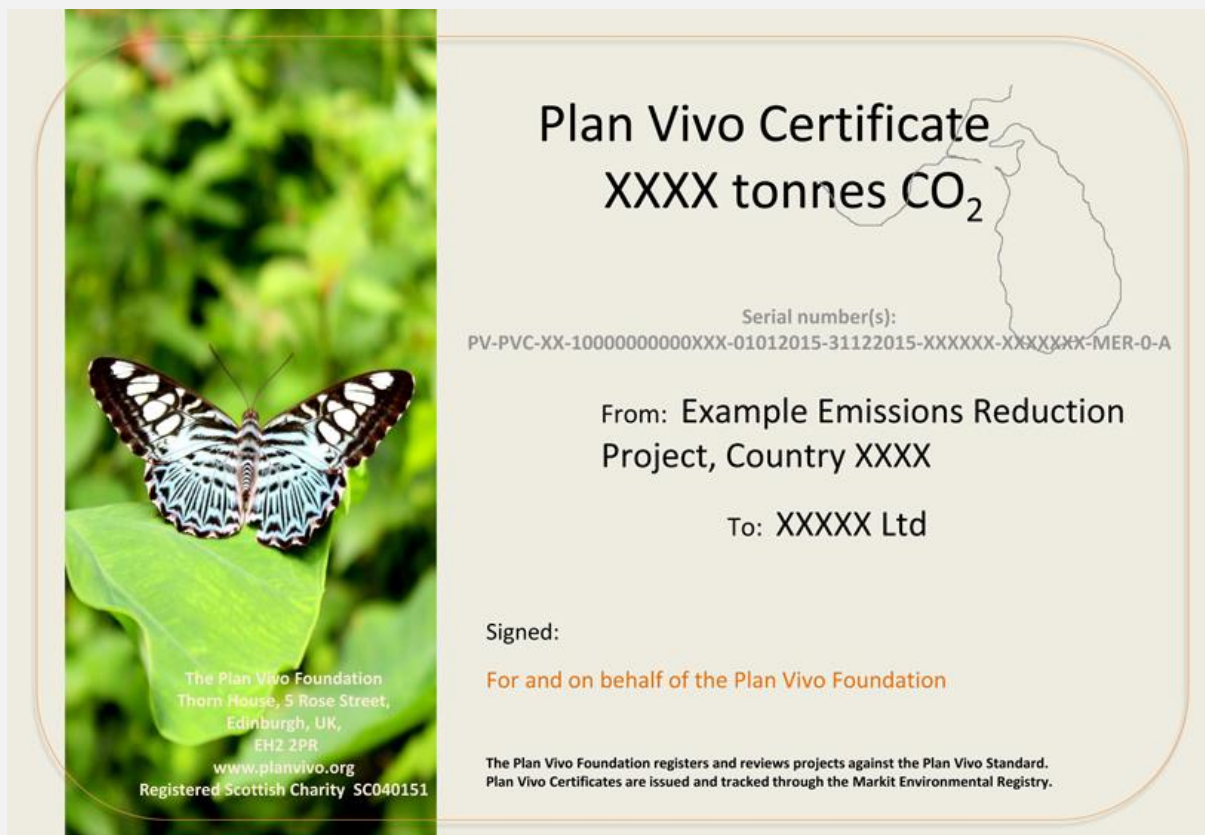 Plan Vivo Certificate
XXXX tonnes CO₂
Serial number(s):
PV-PVC-XX-10000000000XXX-01012015-31122015-XXXXXX-XXXXXXX-MER-0-A
From: Example Emissions Reduction
Project, Country XXXX
To: XXXXX Ltd
Signed:
For and on behalf of the Plan Vivo Foundation
The Plan Vivo Foundation registers and reviews projects against the Plan Vivo Standard.
Plan Vivo Certificates are issued and tracked through the Markit Environmental Registry.
The Plan Vivo Foundation
Thorn House, 5 Rose Street,
Edinburgh, UK,
EH2 2PR
www.planvivo.org
Registered Scottish Charity SC040151